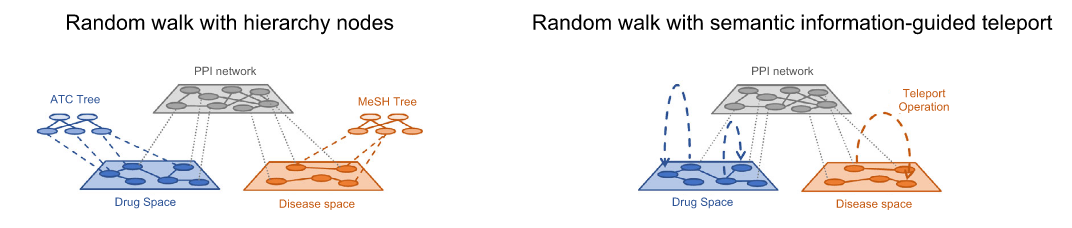 Random walk with hierarchy nodes
PPI network
ATC Tree
MeSH Tree
Drug Space
Disease space
Random walk with semantic information-guided teleport
PPI network
Teleport
Operation
Drug Space
Disease space